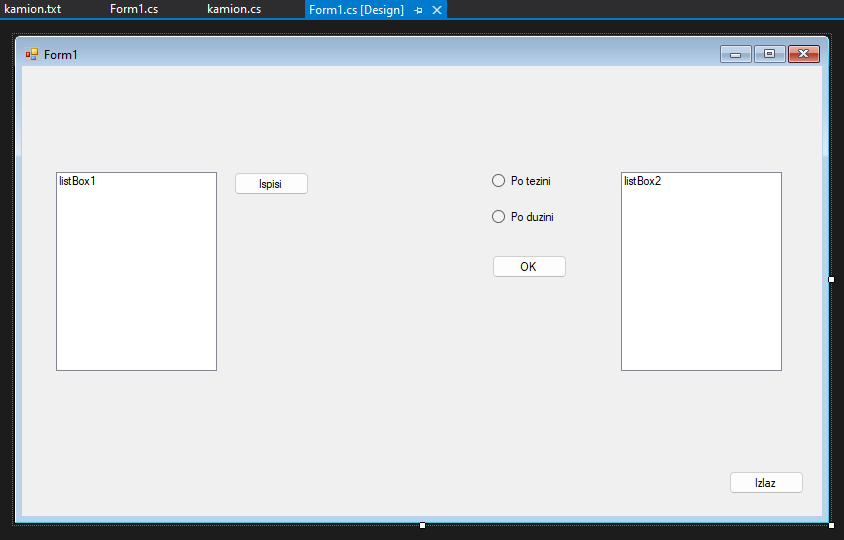 kamion.txt Form1.cs kamion.cs Form1.cs [Design]
Form1
listBox1
Ispisi
Po tezini
Po duzini
OK
listBox2
Izlaz